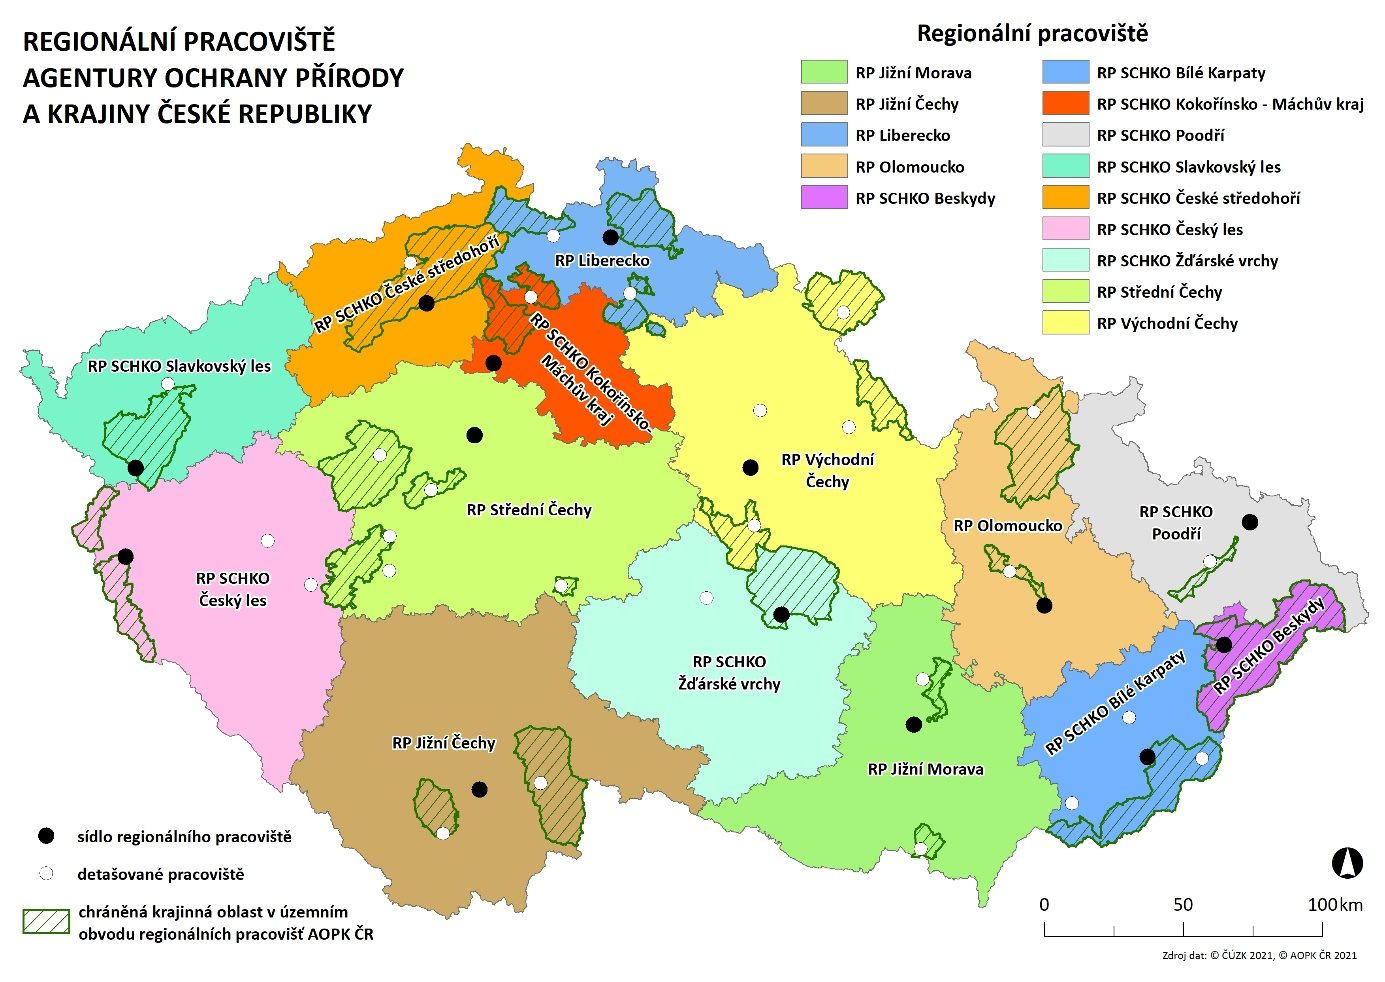 REGIONÁLNÍ PRACOVIŠTĚ
AGENTURY OCHRANY PŘÍRODY
A KRAJINY ČESKÉ REPUBLIKY
Regionální pracoviště
RP Jižní Morava
RP Jižní Čechy
RP Liberecko
RP Olomoucko
RP SCHKO Beskydy
RP SCHKO Bílé Karpaty
RP SCHKO Kokořínsko - Máchův kraj
RP SCHKO Poodří
RP SCHKO Slavkovský les
RP SCHKO České středohoří
RP SCHKO Český les
RP SCHKO Žďárské vrchy
RP Střední Čechy
RP Východní Čechy
RP Liberecko
RP SCHKO České středohoří
RP SCHKO Slavkovský les
RP SCHKO Kokořínsko-
Máchův kraj
RP Východní
Čechy
RP Střední Čechy
RP Olomoucko
RP SCHKO
Poodří
RP SCHKO
Český les
RP SCHKO Beskydy
RP SCHKO
Žďárské vrchy
RP SCHKO Bílé Karpaty
RP Jižní Čechy
RP Jižní Morava
sídlo regionálního pracoviště
detašované pracoviště
chráněná krajinná oblast v územním
obvodu regionálních pracovišť AOPK ČR
0 50 100 km
Zdroj dat: © ČÚZK 2021, © AOPK ČR 2021